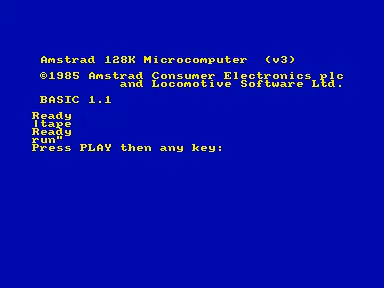 Amstrad 128K Microcomputer (v3)
©1985 Amstrad Consumer Electronics plc
and Locomotive Software Ltd.
BASIC 1.1
Ready
|tape
Ready
run"
Press PLAY then any key: